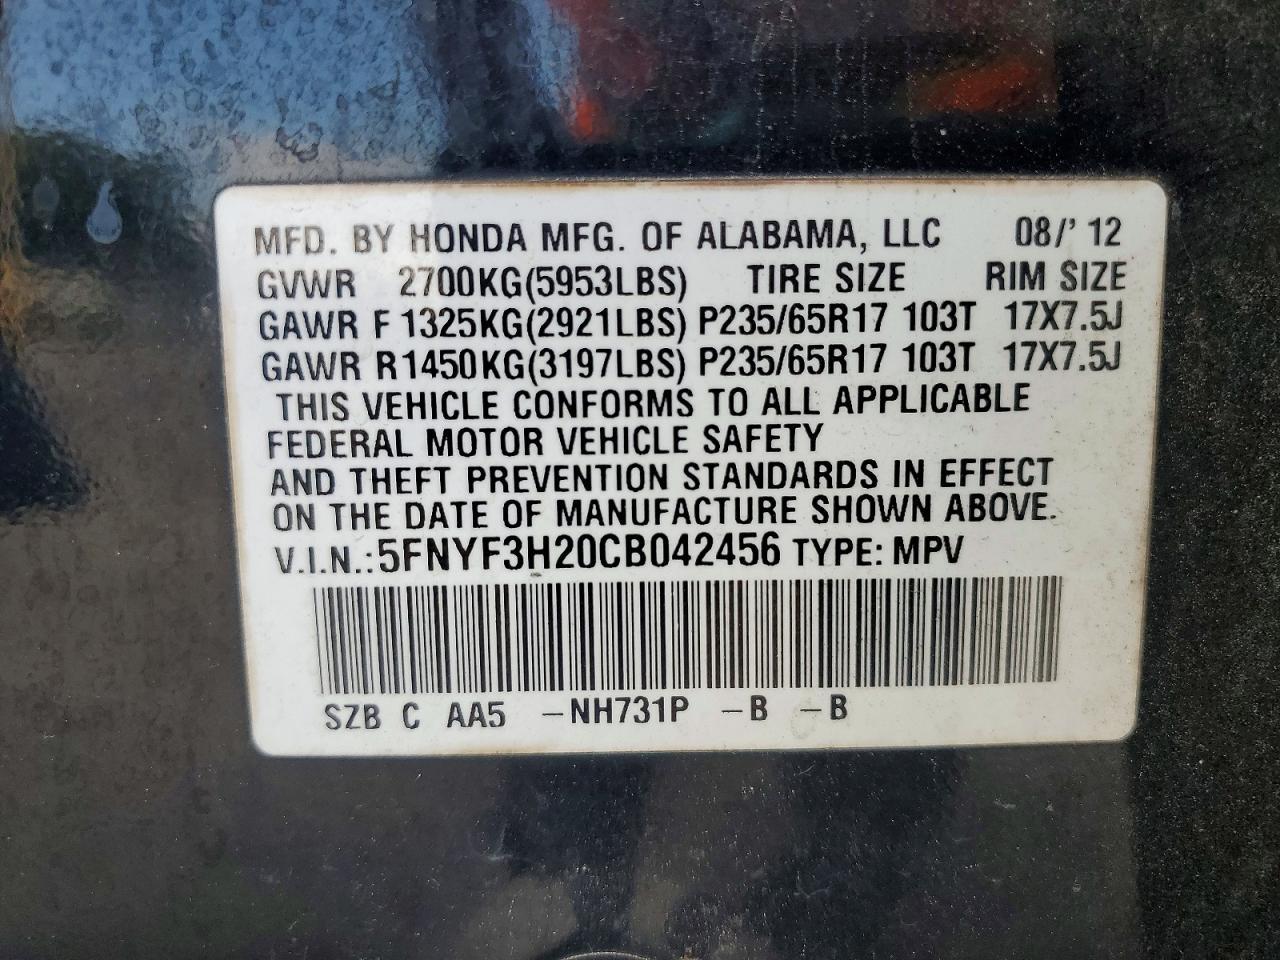 MFD. BY HONDA MFG. OF ALABAMA, LLC 08/' 12
GVWR 2700KG(5953LBS) TIRE SIZE RIM SIZE
GAWR F 1325KG(2921LBS) P235/65R17 103T 17X7.5J
GAWR R1450KG(3197LBS) P235/65R17 103T 17X7.5J
THIS VEHICLE CONFORMS TO ALL APPLICABLE
FEDERAL MOTOR VEHICLE SAFETY
AND THEFT PREVENTION STANDARDS IN EFFECT
ON THE DATE OF MANUFACTURE SHOWN ABOVE.
V.I.N.:5FNYF3H20CB042456 TYPE: MPV
SZB C AA5 -NH731P -B -B